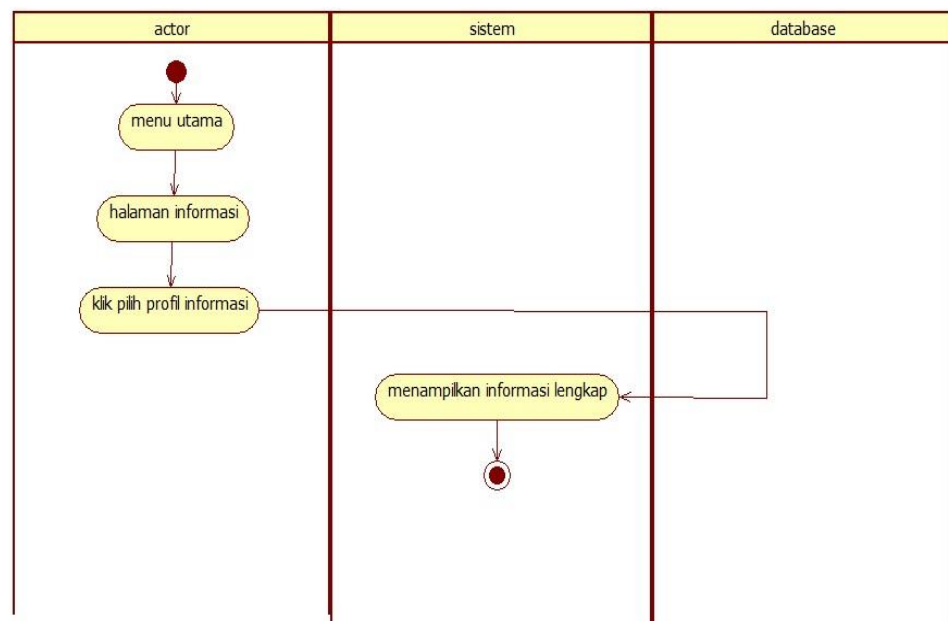 actor
sistem
database
menu utama
halaman informasi
klik pilih profil informasi
menampilkan informasi lengkap